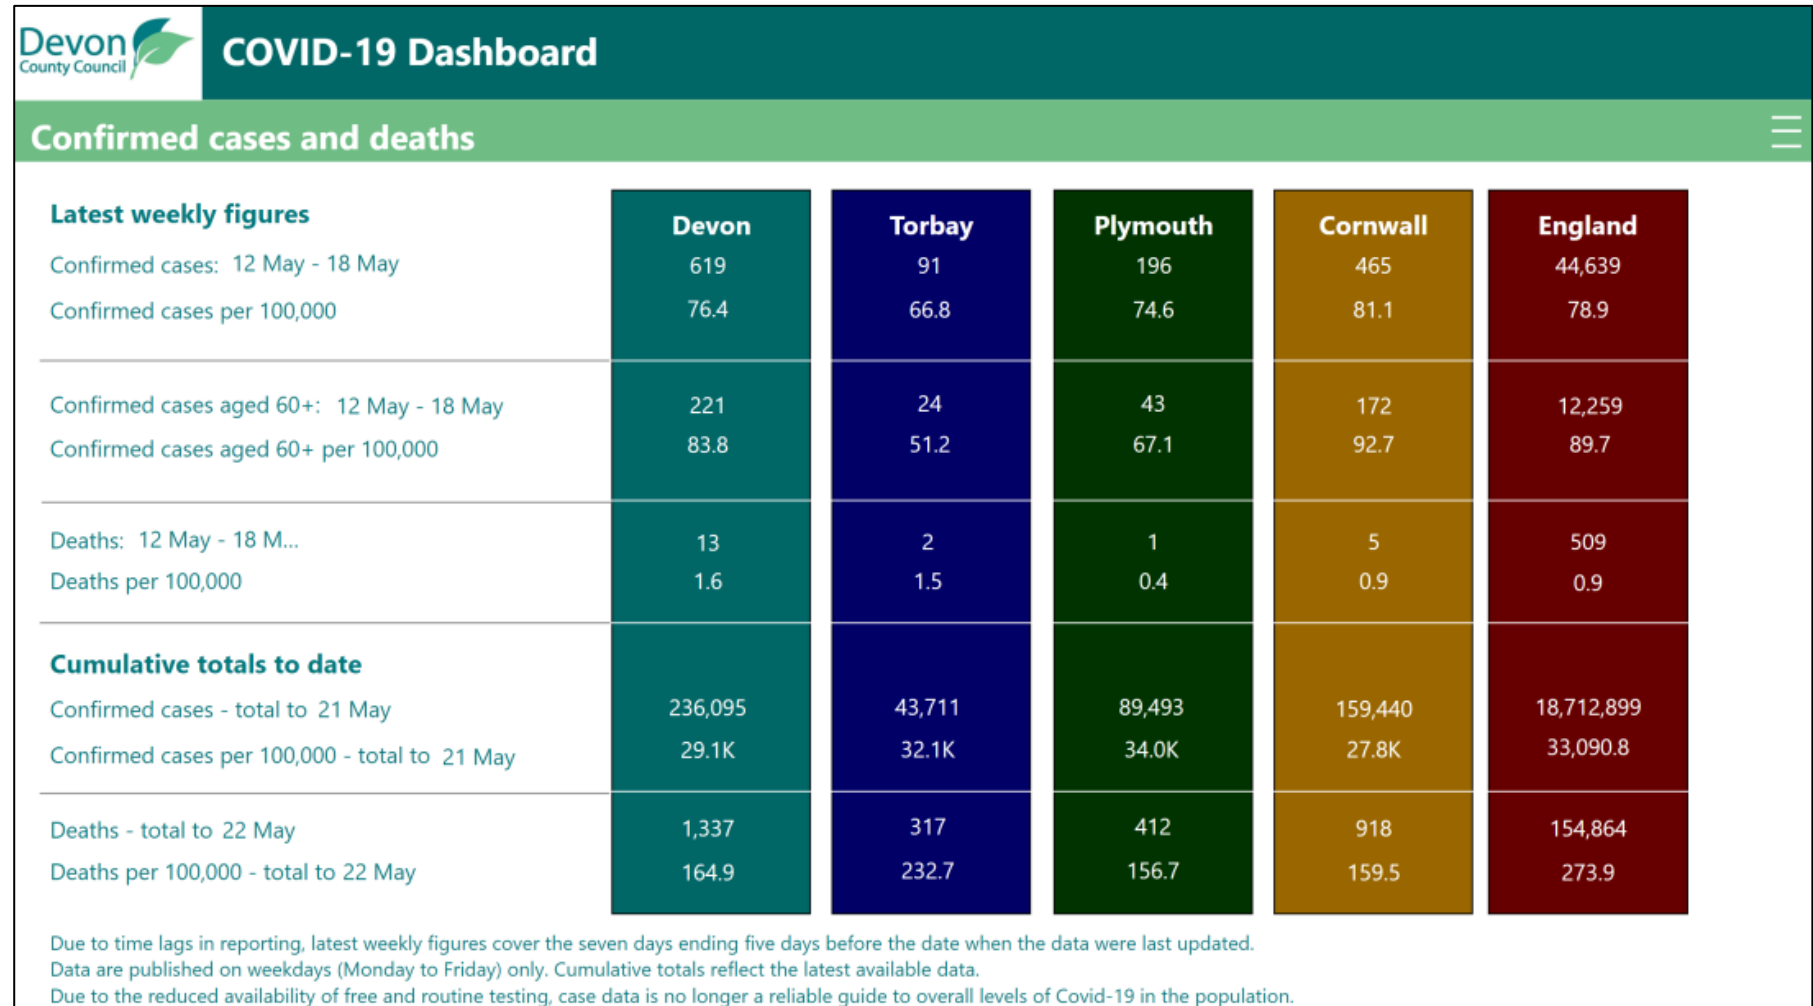 Devon
County Council
COVID-19 Dashboard
Confirmed cases and deaths
Latest weekly figures Devon Torbay Plymouth Cornwall England
Confirmed cases: 12 May - 18 May 619 91 196 465 44,639
Confirmed cases per 100,000 76.4 66.8 74.6 81.1 78.9
Confirmed cases aged 60+: 12 May - 18 May 221 24 43 172 12,259
Confirmed cases aged 60+ per 100,000 83.8 51.2 67.1 92.7 89.7
Deaths: 12 May - 18 M... 13 2 1 5 509
Deaths per 100,000 1.6 1.5 0.4 0.9 0.9
Cumulative totals to date
Confirmed cases - total to 21 May 236,095 43,711 89,493 159,440 18,712,899
Confirmed cases per 100,000 - total to 21 May 29.1K 32.1K 34.0K 27.8K 33,090.8
Deaths - total to 22 May 1,337 317 412 918 154,864
Deaths per 100,000 - total to 22 May 164.9 232.7 156.7 159.5 273.9
Due to time lags in reporting, latest weekly figures cover the seven days ending five days before the date when the data were last updated.
Data are published on weekdays (Monday to Friday) only. Cumulative totals reflect the latest available data.
Due to the reduced availability of free and routine testing, case data is no longer a reliable guide to overall levels of Covid-19 in the population.